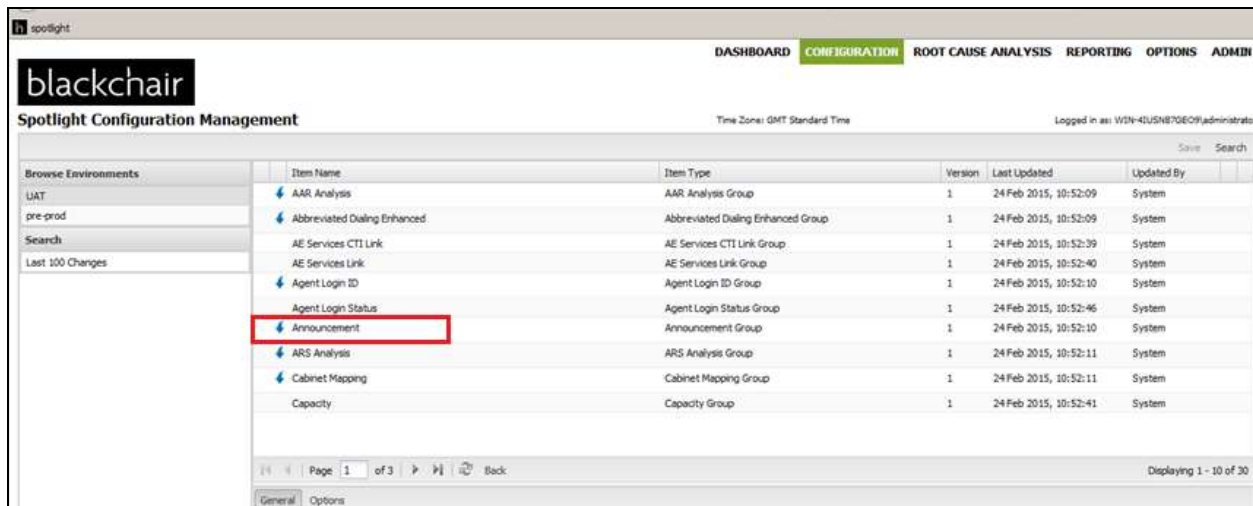 h spotlight
DASHBOARD CONFIGURATION ROOT CAUSE ANALYSIS REPORTING OPTIONS ADMIN
blackchair
Spotlight Configuration Management Time Zone: GMT Standard Time Logged in as: WIN-4IUSN87GEO9\administrato
Save Search
Browse Environments Item Name Item Type Version Last Updated Updated By
UAT AAR Analysis AAR Analysis Group 1 24 Feb 2015, 10:52:09 System
pre-prod Abbreviated Dialing Enhanced Abbreviated Dialing Enhanced Group 1 24 Feb 2015, 10:52:09 System
Search AE Services CTI Link AE Services CTI Link Group 1 24 Feb 2015, 10:52:39 System
Last 100 Changes AE Services Link AE Services Link Group 1 24 Feb 2015, 10:52:40 System
Agent Login ID Agent Login ID Group 1 24 Feb 2015, 10:52:10 System
Agent Login Status Agent Login Status Group 1 24 Feb 2015, 10:52:46 System
Announcement Announcement Group 1 24 Feb 2015, 10:52:10 System
ARS Analysis ARS Analysis Group 1 24 Feb 2015, 10:52:11 System
Cabinet Mapping Cabinet Mapping Group 1 24 Feb 2015, 10:52:11 System
Capacity Capacity Group 1 24 Feb 2015, 10:52:41 System
Page 1 of 3 Back Displaying 1 - 10 of 30
General Options